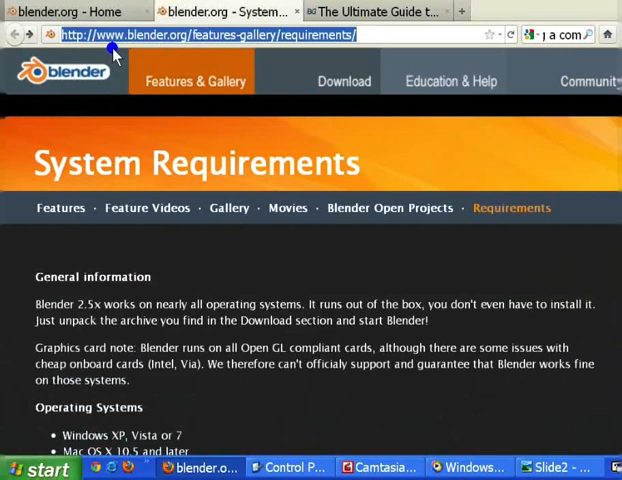 blender.org - Home
blender.org - System...
The Ultimate Guide t...
http://www.blender.org/features-gallery/requirements/
g a com
blender
Features & Gallery
Download
Education & Help
Communit
System Requirements
Features · Feature Videos · Gallery · Movies · Blender Open Projects · Requirements
General information
Blender 2.5x works on nearly all operating systems. It runs out of the box, you don't even have to install it.
Just unpack the archive you find in the Download section and start Blender!
Graphics card note: Blender runs on all Open GL compliant cards, although there are some issues with
cheap onboard cards (Intel, Via). We therefore can't officialy support and guarantee that Blender works fine
on those systems.
Operating Systems
• Windows XP, Vista or 7
• Mac OS X 10.5 and later
start
blender.o...
Control P...
Camtasia...
Windows...
Slide2 - ...